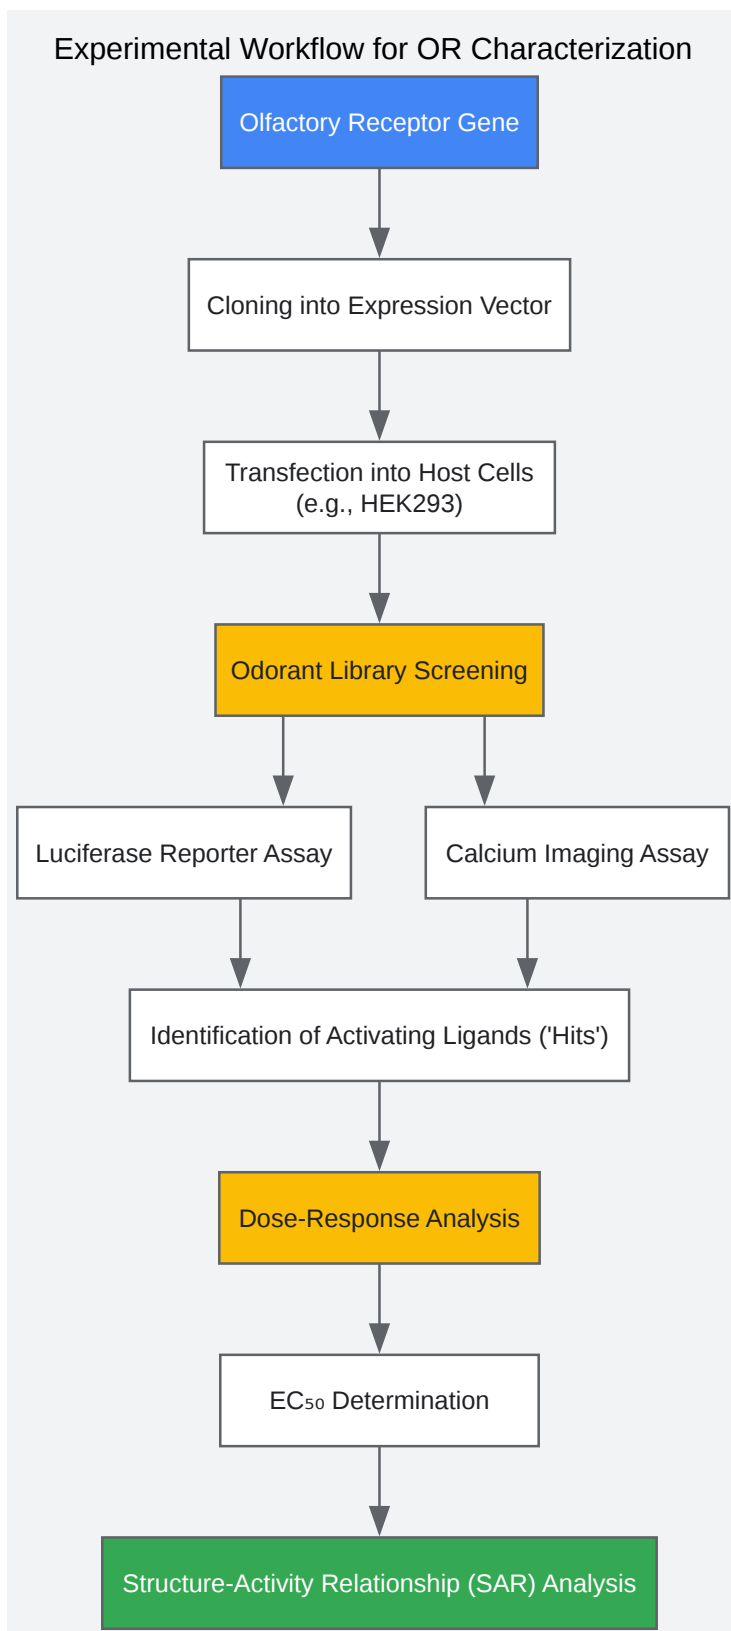 Experimental Workflow for OR Characterization
Olfactory Receptor Gene
Cloning into Expression Vector
Transfection into Host Cells
(e.g., HEK293)
Odorant Library Screening
Luciferase Reporter Assay
Calcium Imaging Assay
Identification of Activating Ligands ('Hits')
Dose-Response Analysis
EC₅₀ Determination
Structure-Activity Relationship (SAR) Analysis